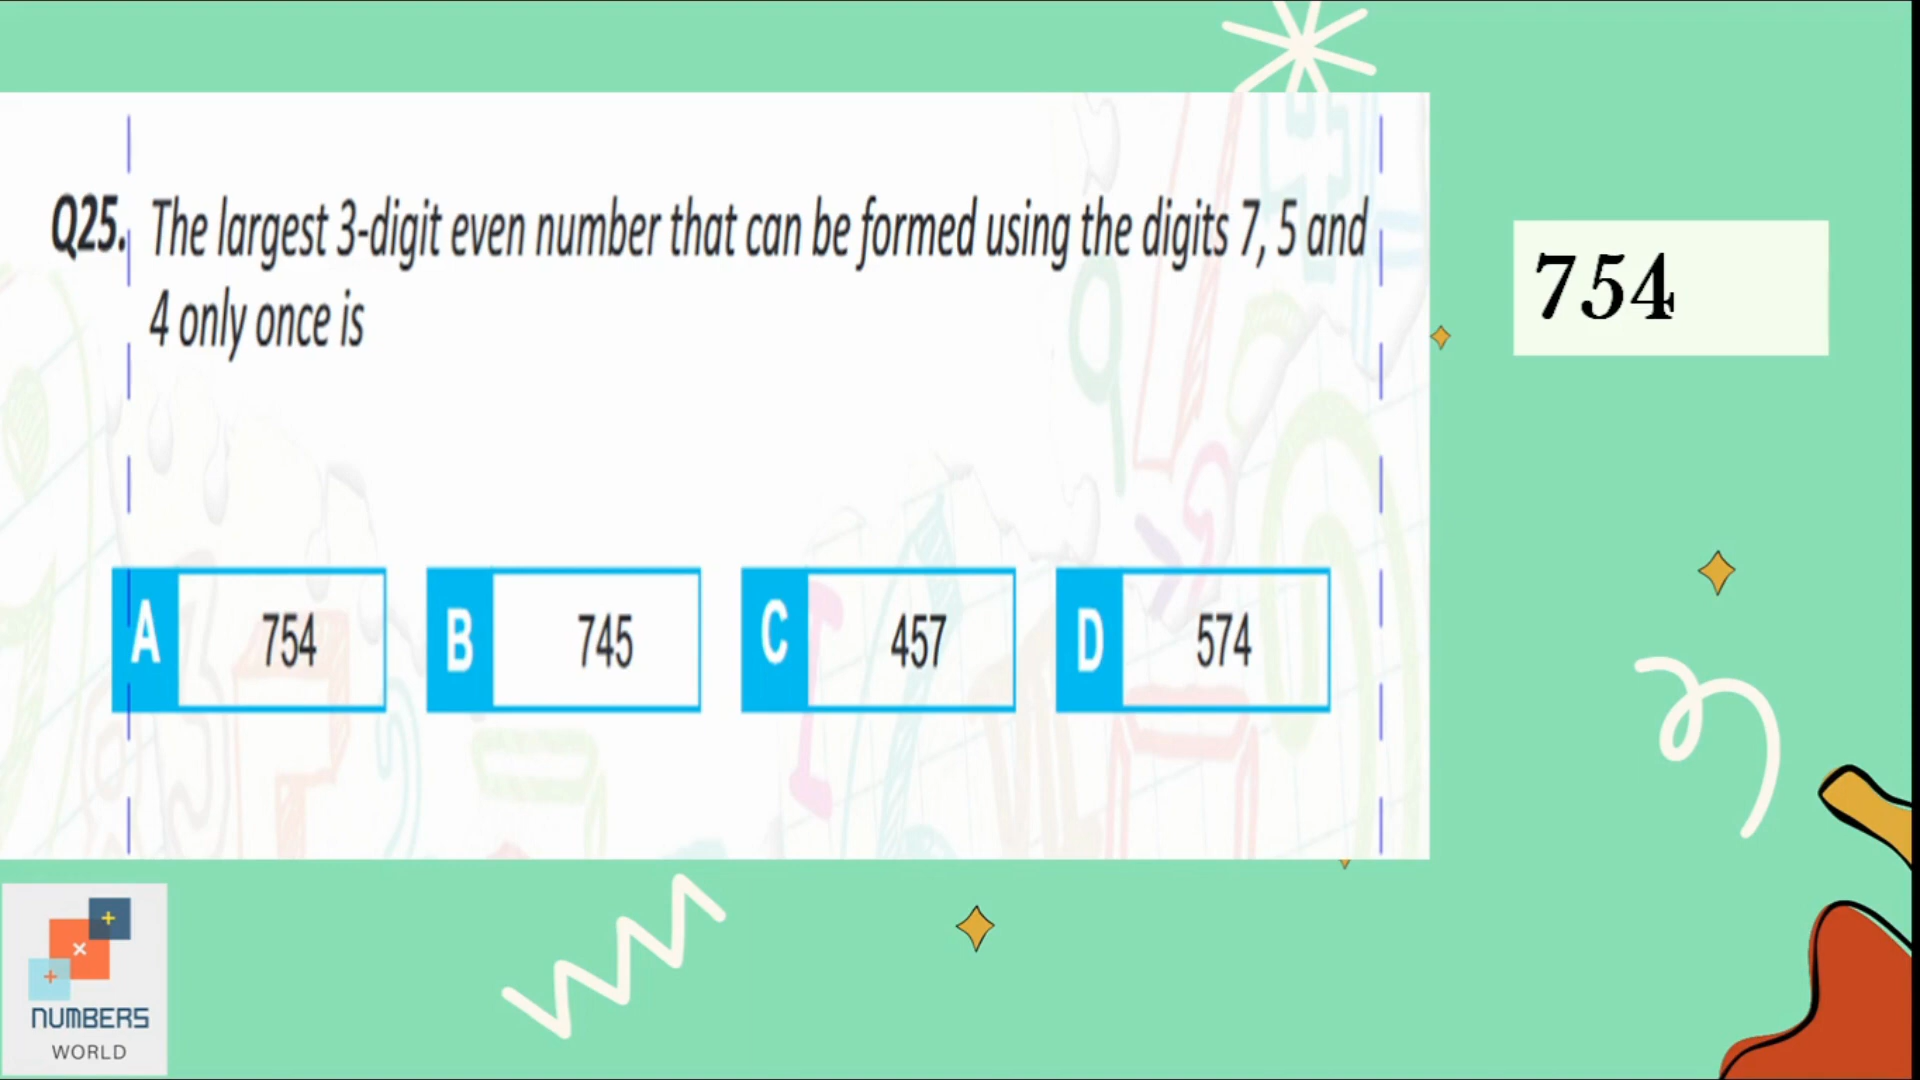 Q25. The largest 3-digit even number that can be formed using the digits 7, 5 and
4 only once is
754
A 754 B 745 C 457 D 574
NUMBERS
WORLD